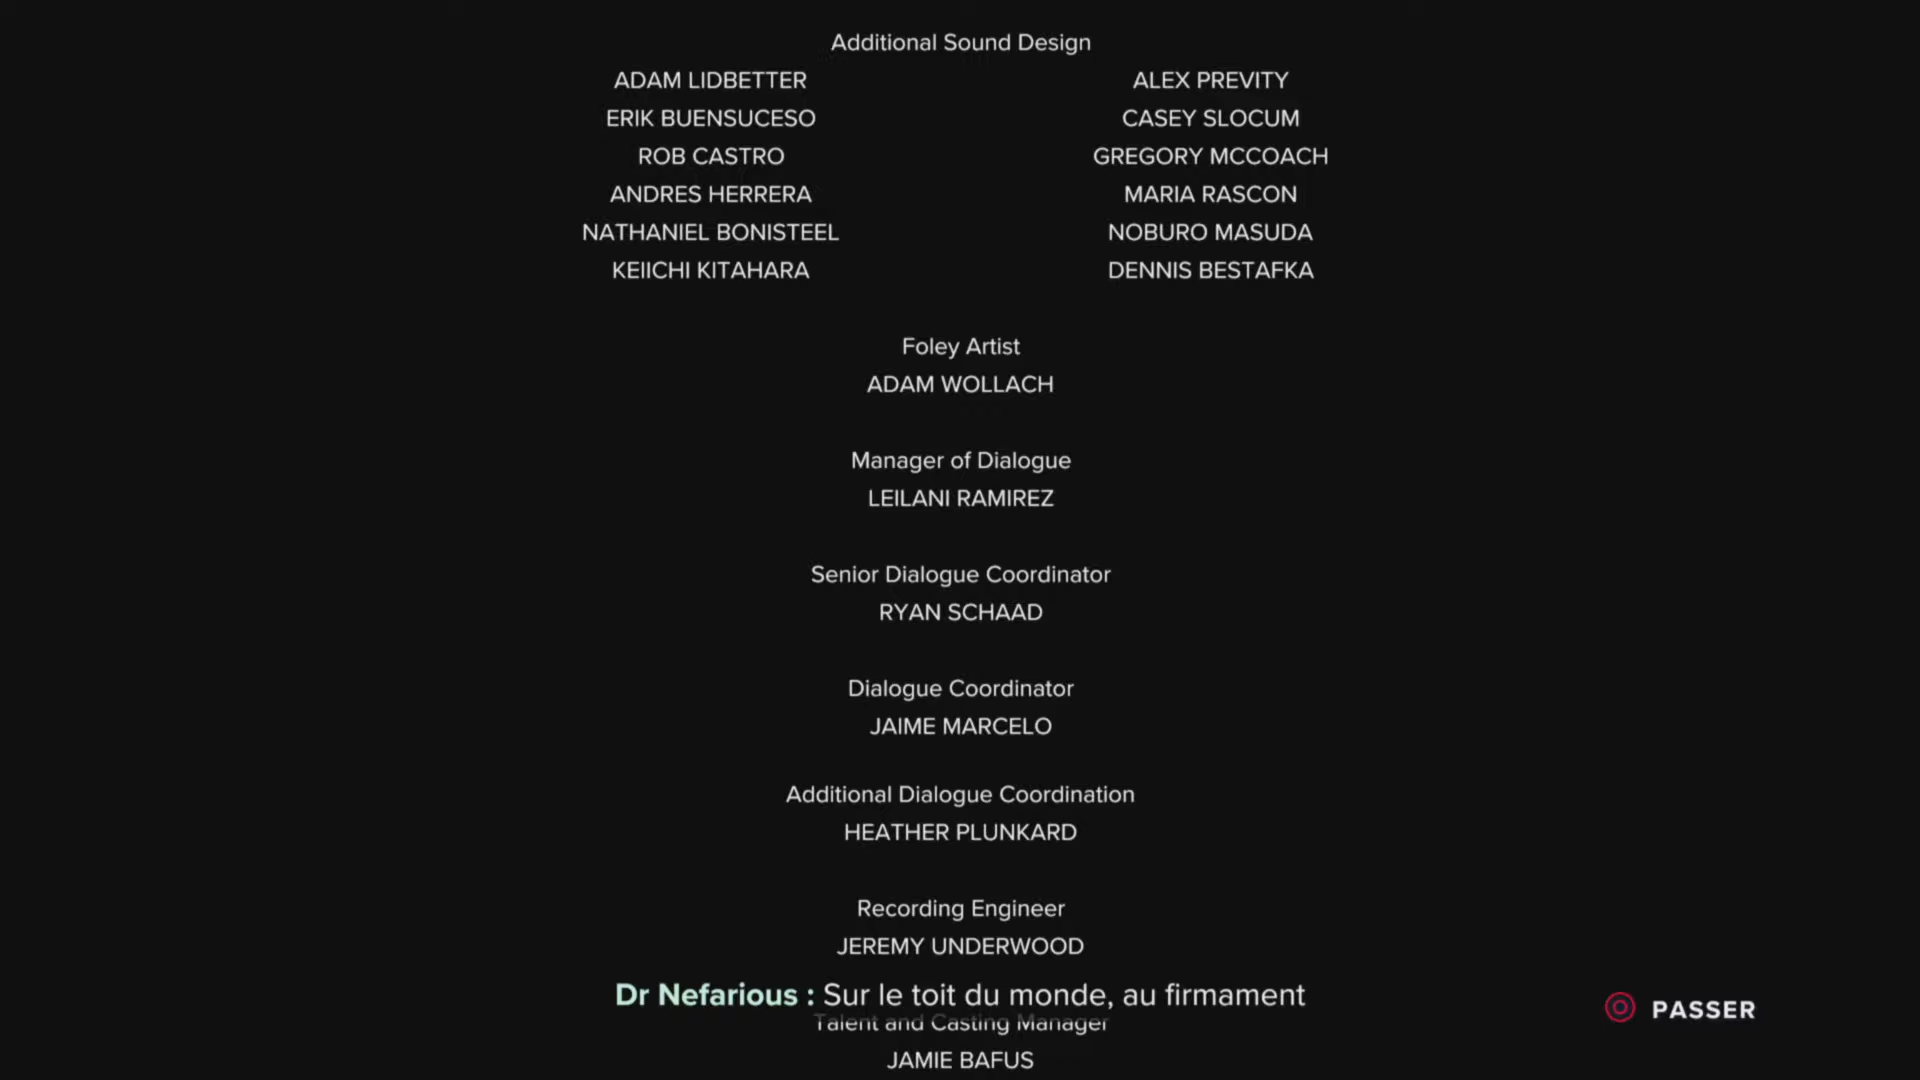 Additional Sound Design
ADAM LIDBETTER ALEX PREVITY
ERIK BUENSUCESO CASEY SLOCUM
ROB CASTRO GREGORY MCCOACH
ANDRES HERRERA MARIA RASCON
NATHANIEL BONISTEEL NOBURO MASUDA
KEIICHI KITAHARA DENNIS BESTAFKA
Foley Artist
ADAM WOLLACH
Manager of Dialogue
LEILANI RAMIREZ
Senior Dialogue Coordinator
RYAN SCHAAD
Dialogue Coordinator
JAIME MARCELO
Additional Dialogue Coordination
HEATHER PLUNKARD
Recording Engineer
JEREMY UNDERWOOD
Dr Nefarious : Sur le toit du monde, au firmament
PASSER
Talent and Casting Manager
JAMIE BAFUS